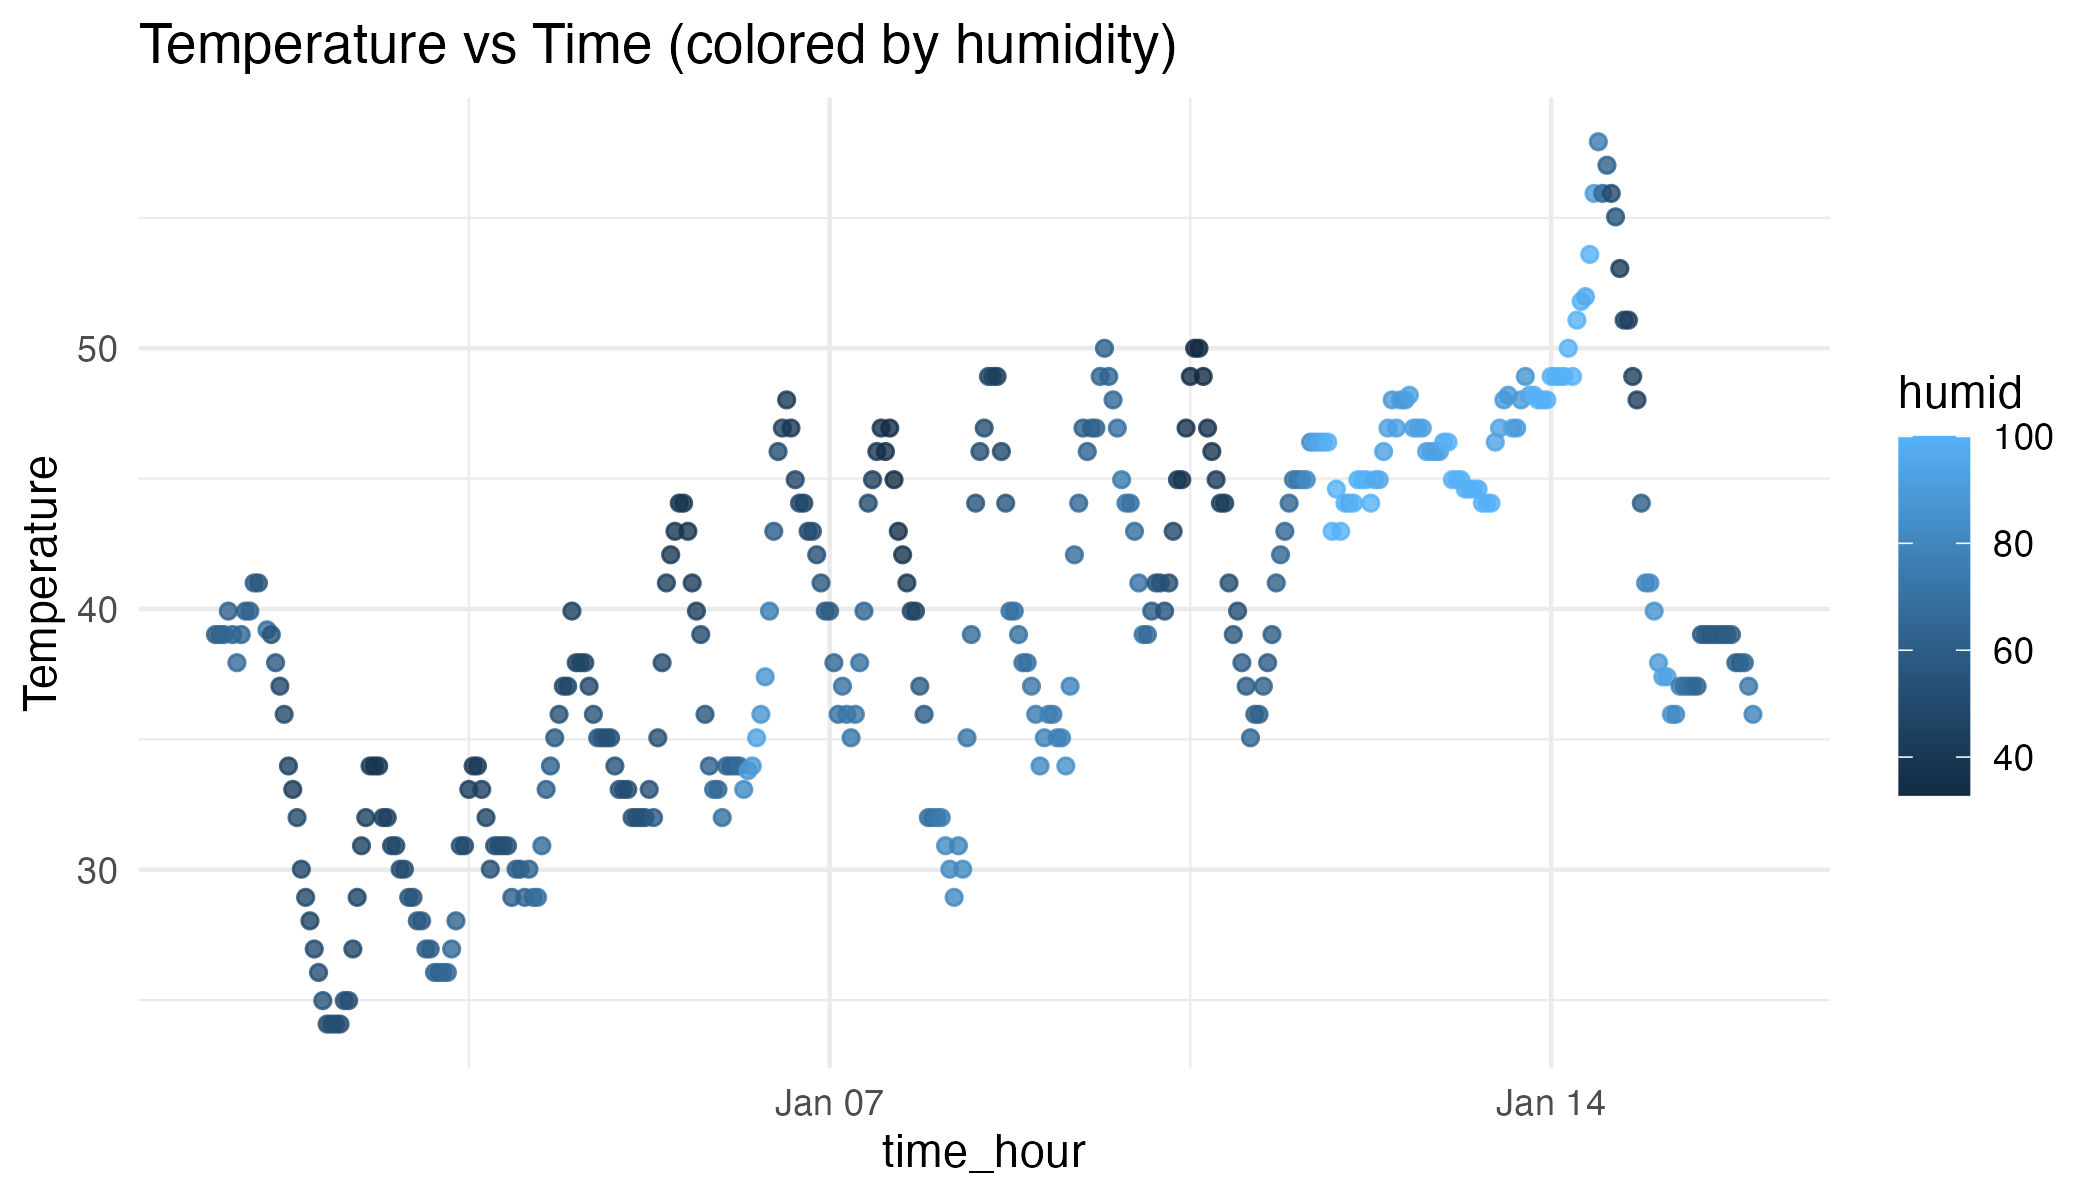 Temperature vs Time (colored by humidity)
Temperature
50
40
30
Jan 07
Jan 14
time_hour
humid
100
80
60
40